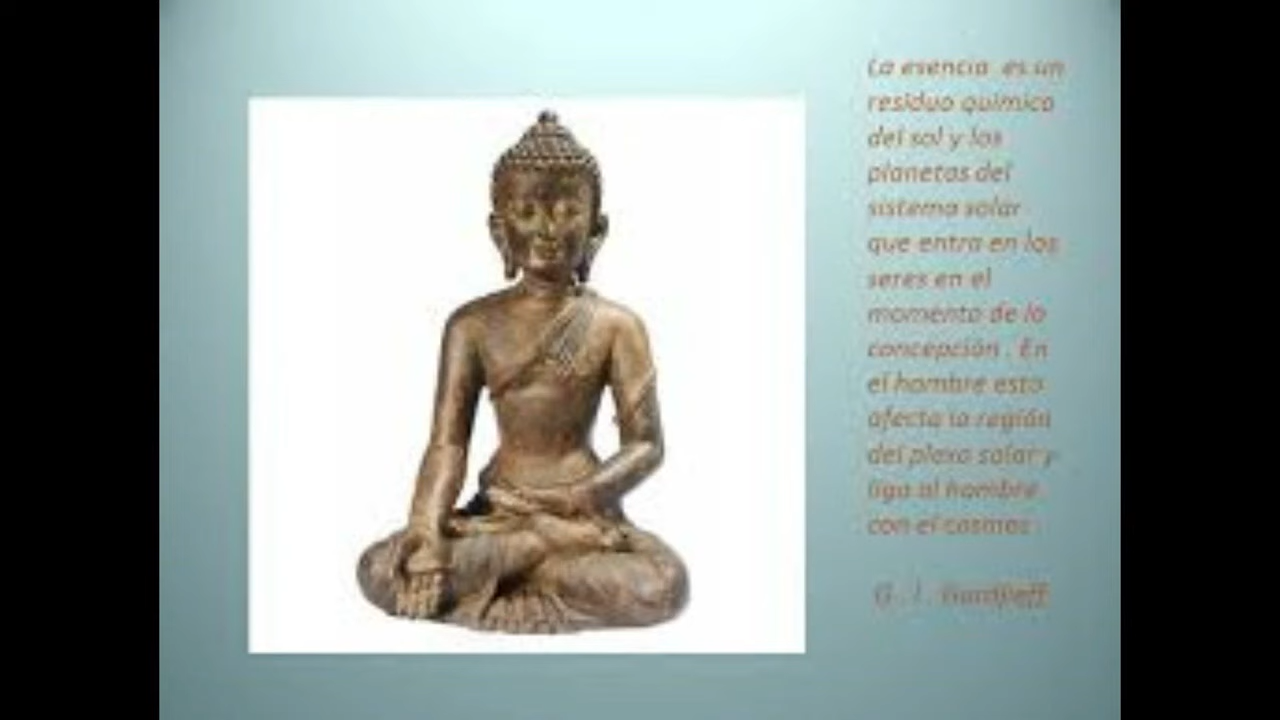 La esencia es un
residuo químico
del sol y los
planetas del
sistema solar
que entra en los
seres en el
momento de la
concepción . En
el hombre esto
afecta la región
del plexo solar y
liga al hombre
con el cosmos .
G . I . Gurdjieff